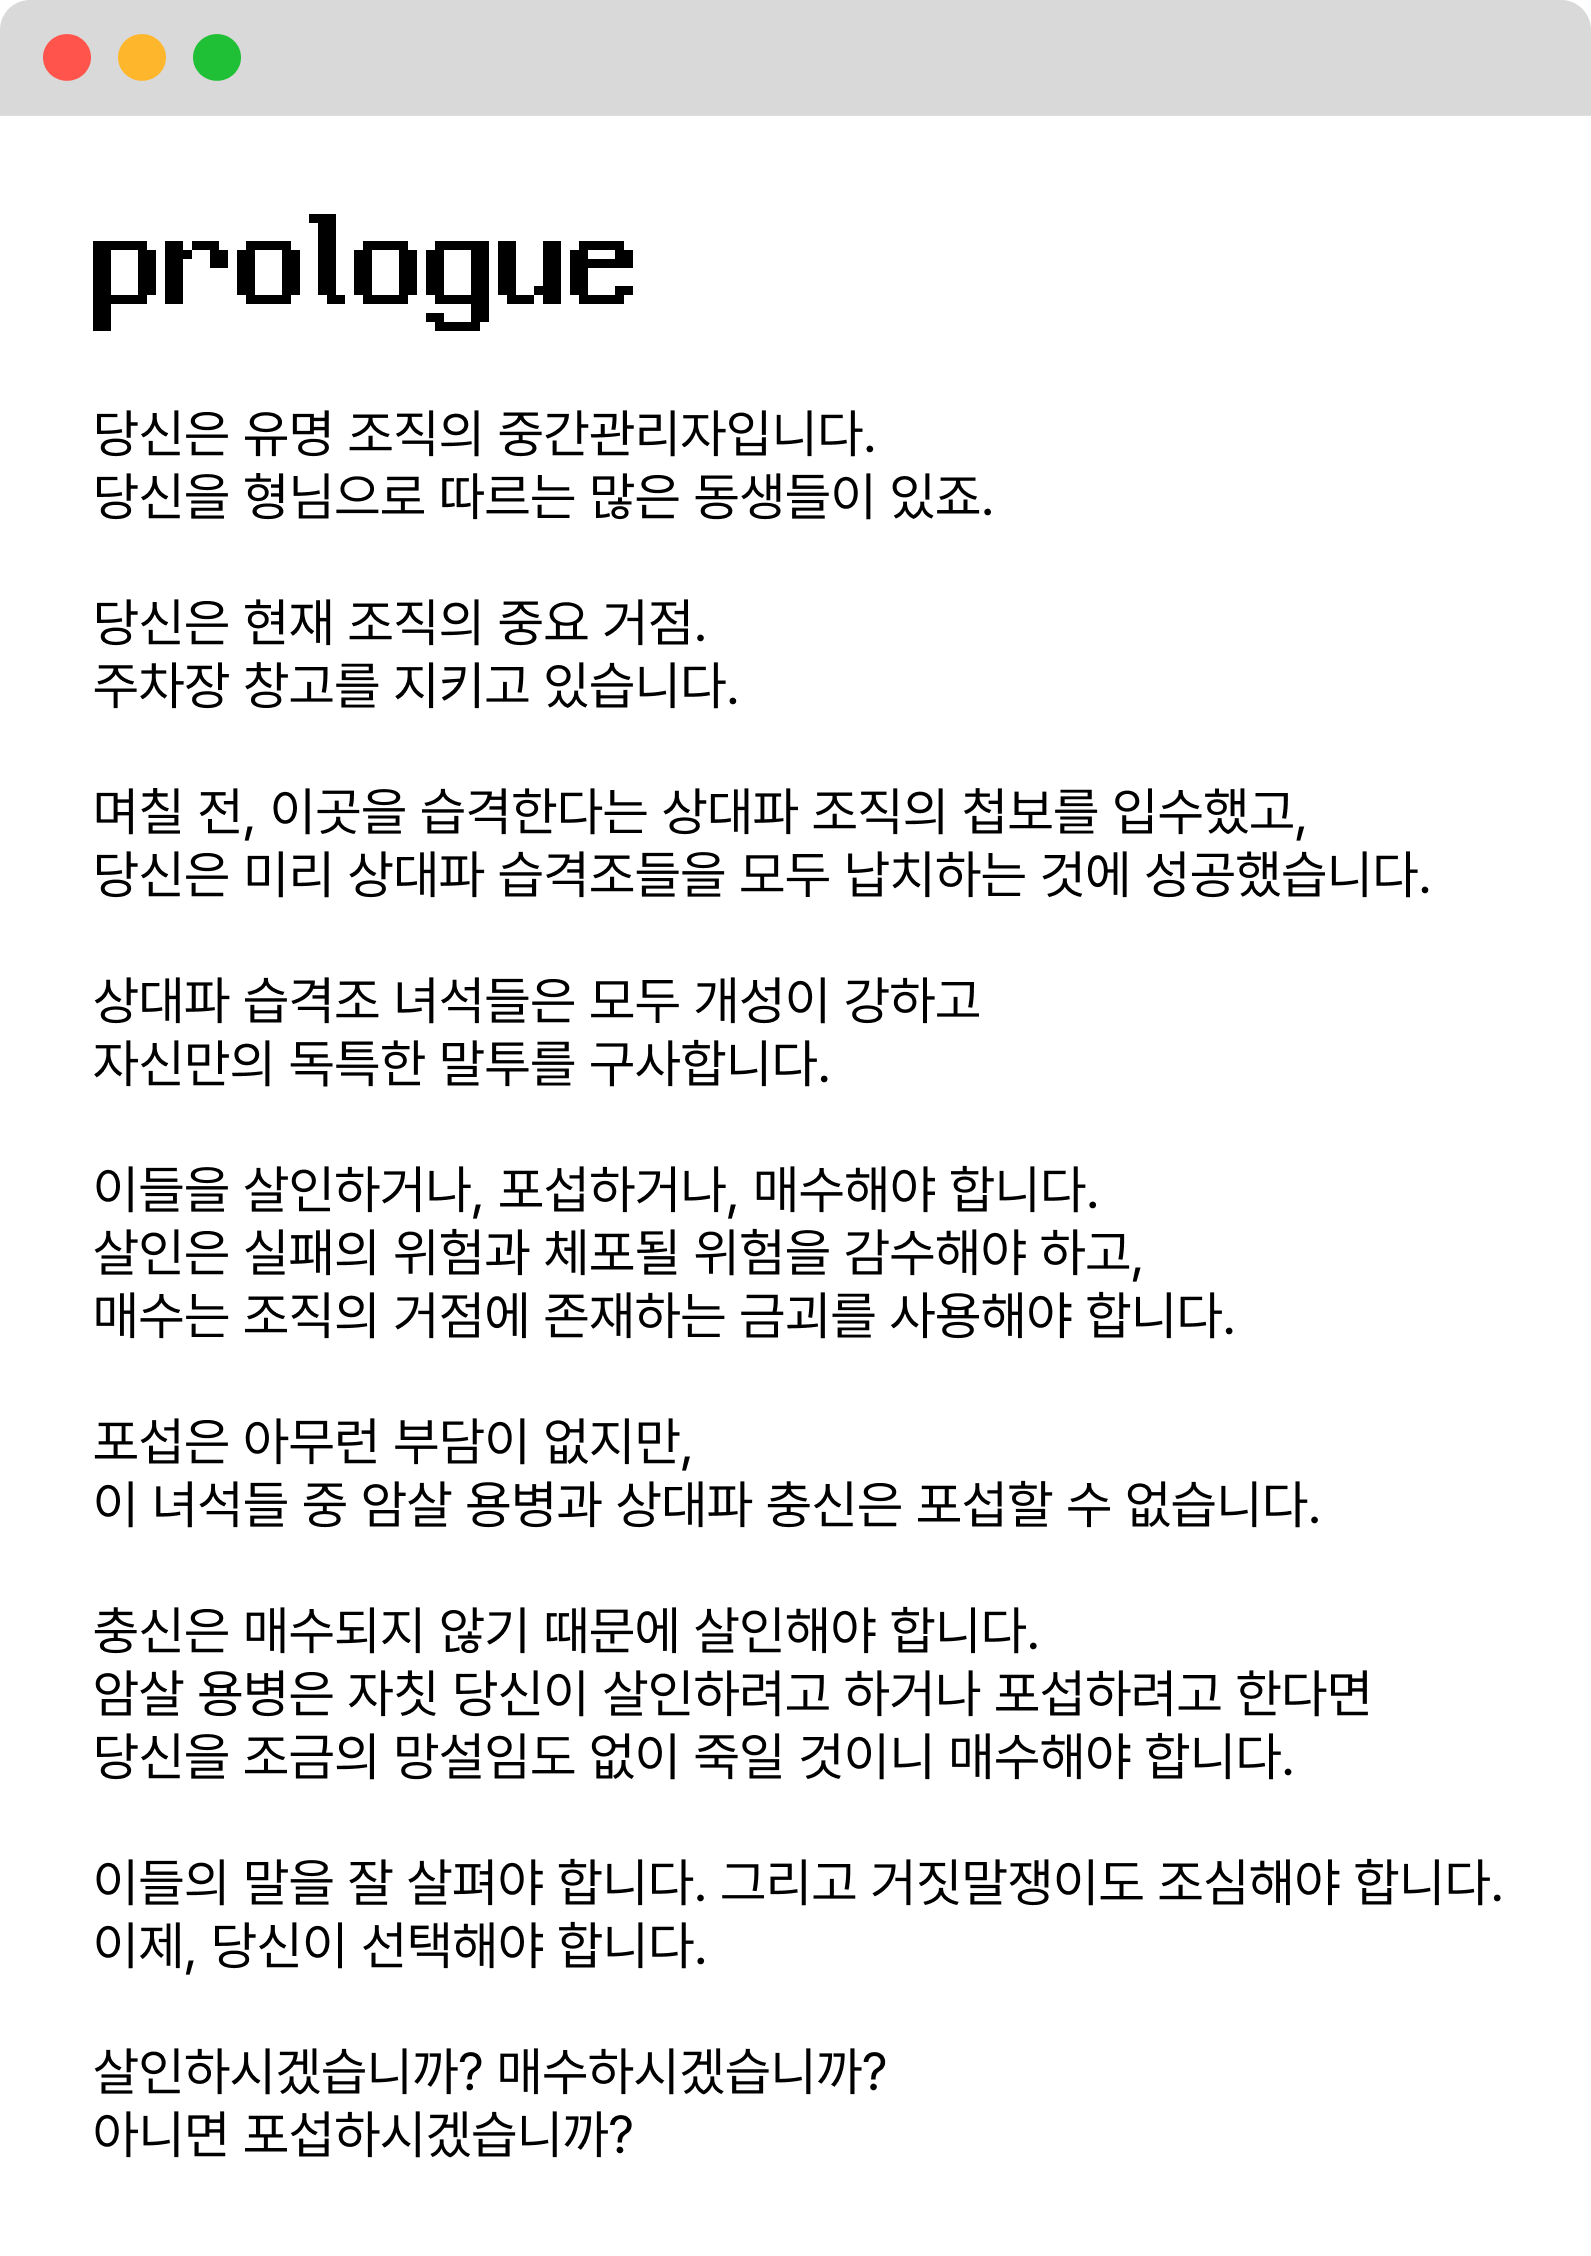 prologue
당신은 유명 조직의 중간관리자입니다.
당신을 형님으로 따르는 많은 동생들이 있죠.
당신은 현재 조직의 중요 거점.
주차장 창고를 지키고 있습니다.
며칠 전, 이곳을 습격한다는 상대파 조직의 첩보를 입수했고,
당신은 미리 상대파 습격조들을 모두 납치하는 것에 성공했습니다.
상대파 습격조 녀석들은 모두 개성이 강하고
자신만의 독특한 말투를 구사합니다.
이들을 살인하거나, 포섭하거나, 매수해야 합니다.
살인은 실패의 위험과 체포될 위험을 감수해야 하고,
매수는 조직의 거점에 존재하는 금괴를 사용해야 합니다.
포섭은 아무런 부담이 없지만,
이 녀석들 중 암살 용병과 상대파 충신은 포섭할 수 없습니다.
충신은 매수되지 않기 때문에 살인해야 합니다.
암살 용병은 자칫 당신이 살인하려고 하거나 포섭하려고 한다면
당신을 조금의 망설임도 없이 죽일 것이니 매수해야 합니다.
이들의 말을 잘 살펴야 합니다. 그리고 거짓말쟁이도 조심해야 합니다.
이제, 당신이 선택해야 합니다.
살인하시겠습니까? 매수하시겠습니까?
아니면 포섭하시겠습니까?